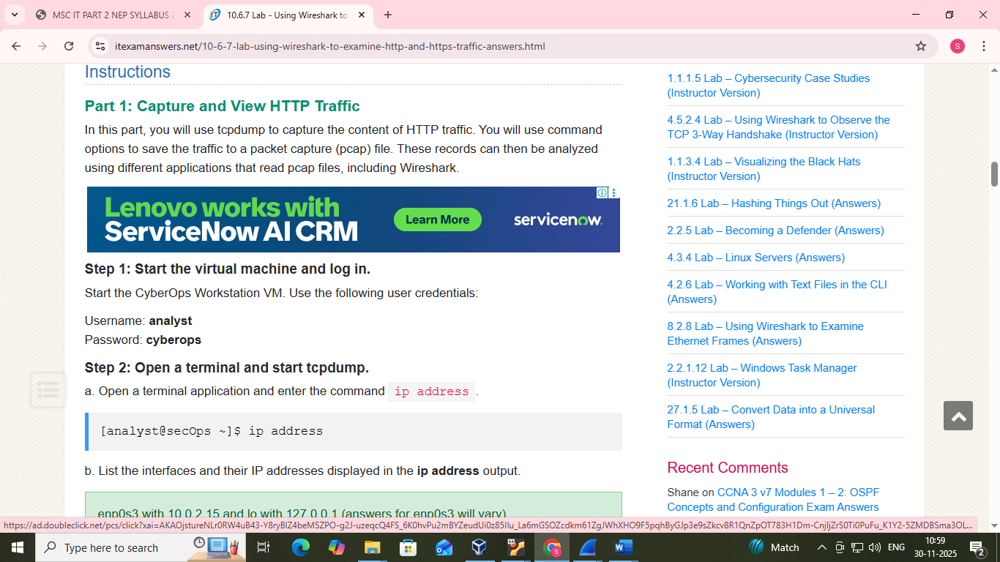 MSC IT PART 2 NEP SYLLABUS 2
10.6.7 Lab - Using Wireshark to
itexamanswers.net/10-6-7-lab-using-wireshark-to-examine-http-and-https-traffic-answers.html
S
Instructions
Part 1: Capture and View HTTP Traffic
In this part, you will use tcpdump to capture the content of HTTP traffic. You will use command
options to save the traffic to a packet capture (pcap) file. These records can then be analyzed
using different applications that read pcap files, including Wireshark.
Lenovo works with
ServiceNow AI CRM
Learn More
servicenow.
Step 1: Start the virtual machine and log in.
Start the CyberOps Workstation VM. Use the following user credentials:
Username: analyst
Password: cyberops
Step 2: Open a terminal and start tcpdump.
a. Open a terminal application and enter the command ip address .
[analyst@secOps ~]$ ip address
b. List the interfaces and their IP addresses displayed in the ip address output.
enp0s3 with 10.0.2.15 and lo with 127.0.0.1 (answers for enp0s3 will vary)
1.1.1.5 Lab – Cybersecurity Case Studies
(Instructor Version)
4.5.2.4 Lab – Using Wireshark to Observe the
TCP 3-Way Handshake (Instructor Version)
1.1.3.4 Lab – Visualizing the Black Hats
(Instructor Version)
21.1.6 Lab – Hashing Things Out (Answers)
2.2.5 Lab – Becoming a Defender (Answers)
4.3.4 Lab – Linux Servers (Answers)
4.2.6 Lab – Working with Text Files in the CLI
(Answers)
8.2.8 Lab – Using Wireshark to Examine
Ethernet Frames (Answers)
2.2.1.12 Lab – Windows Task Manager
(Instructor Version)
27.1.5 Lab – Convert Data into a Universal
Format (Answers)
Recent Comments
Shane on CCNA 3 v7 Modules 1 – 2: OSPF
Concepts and Configuration Exam Answers
Type here to search
Match
ENG
10:59
30-11-2025
2